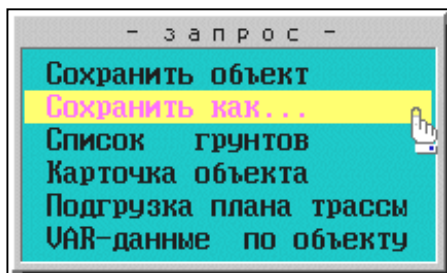 - запрос -
Сохранить объект
Сохранить как...
Список грунтов
Карточка объекта
Подгрузка плана трассы
VAR-данные по объекту